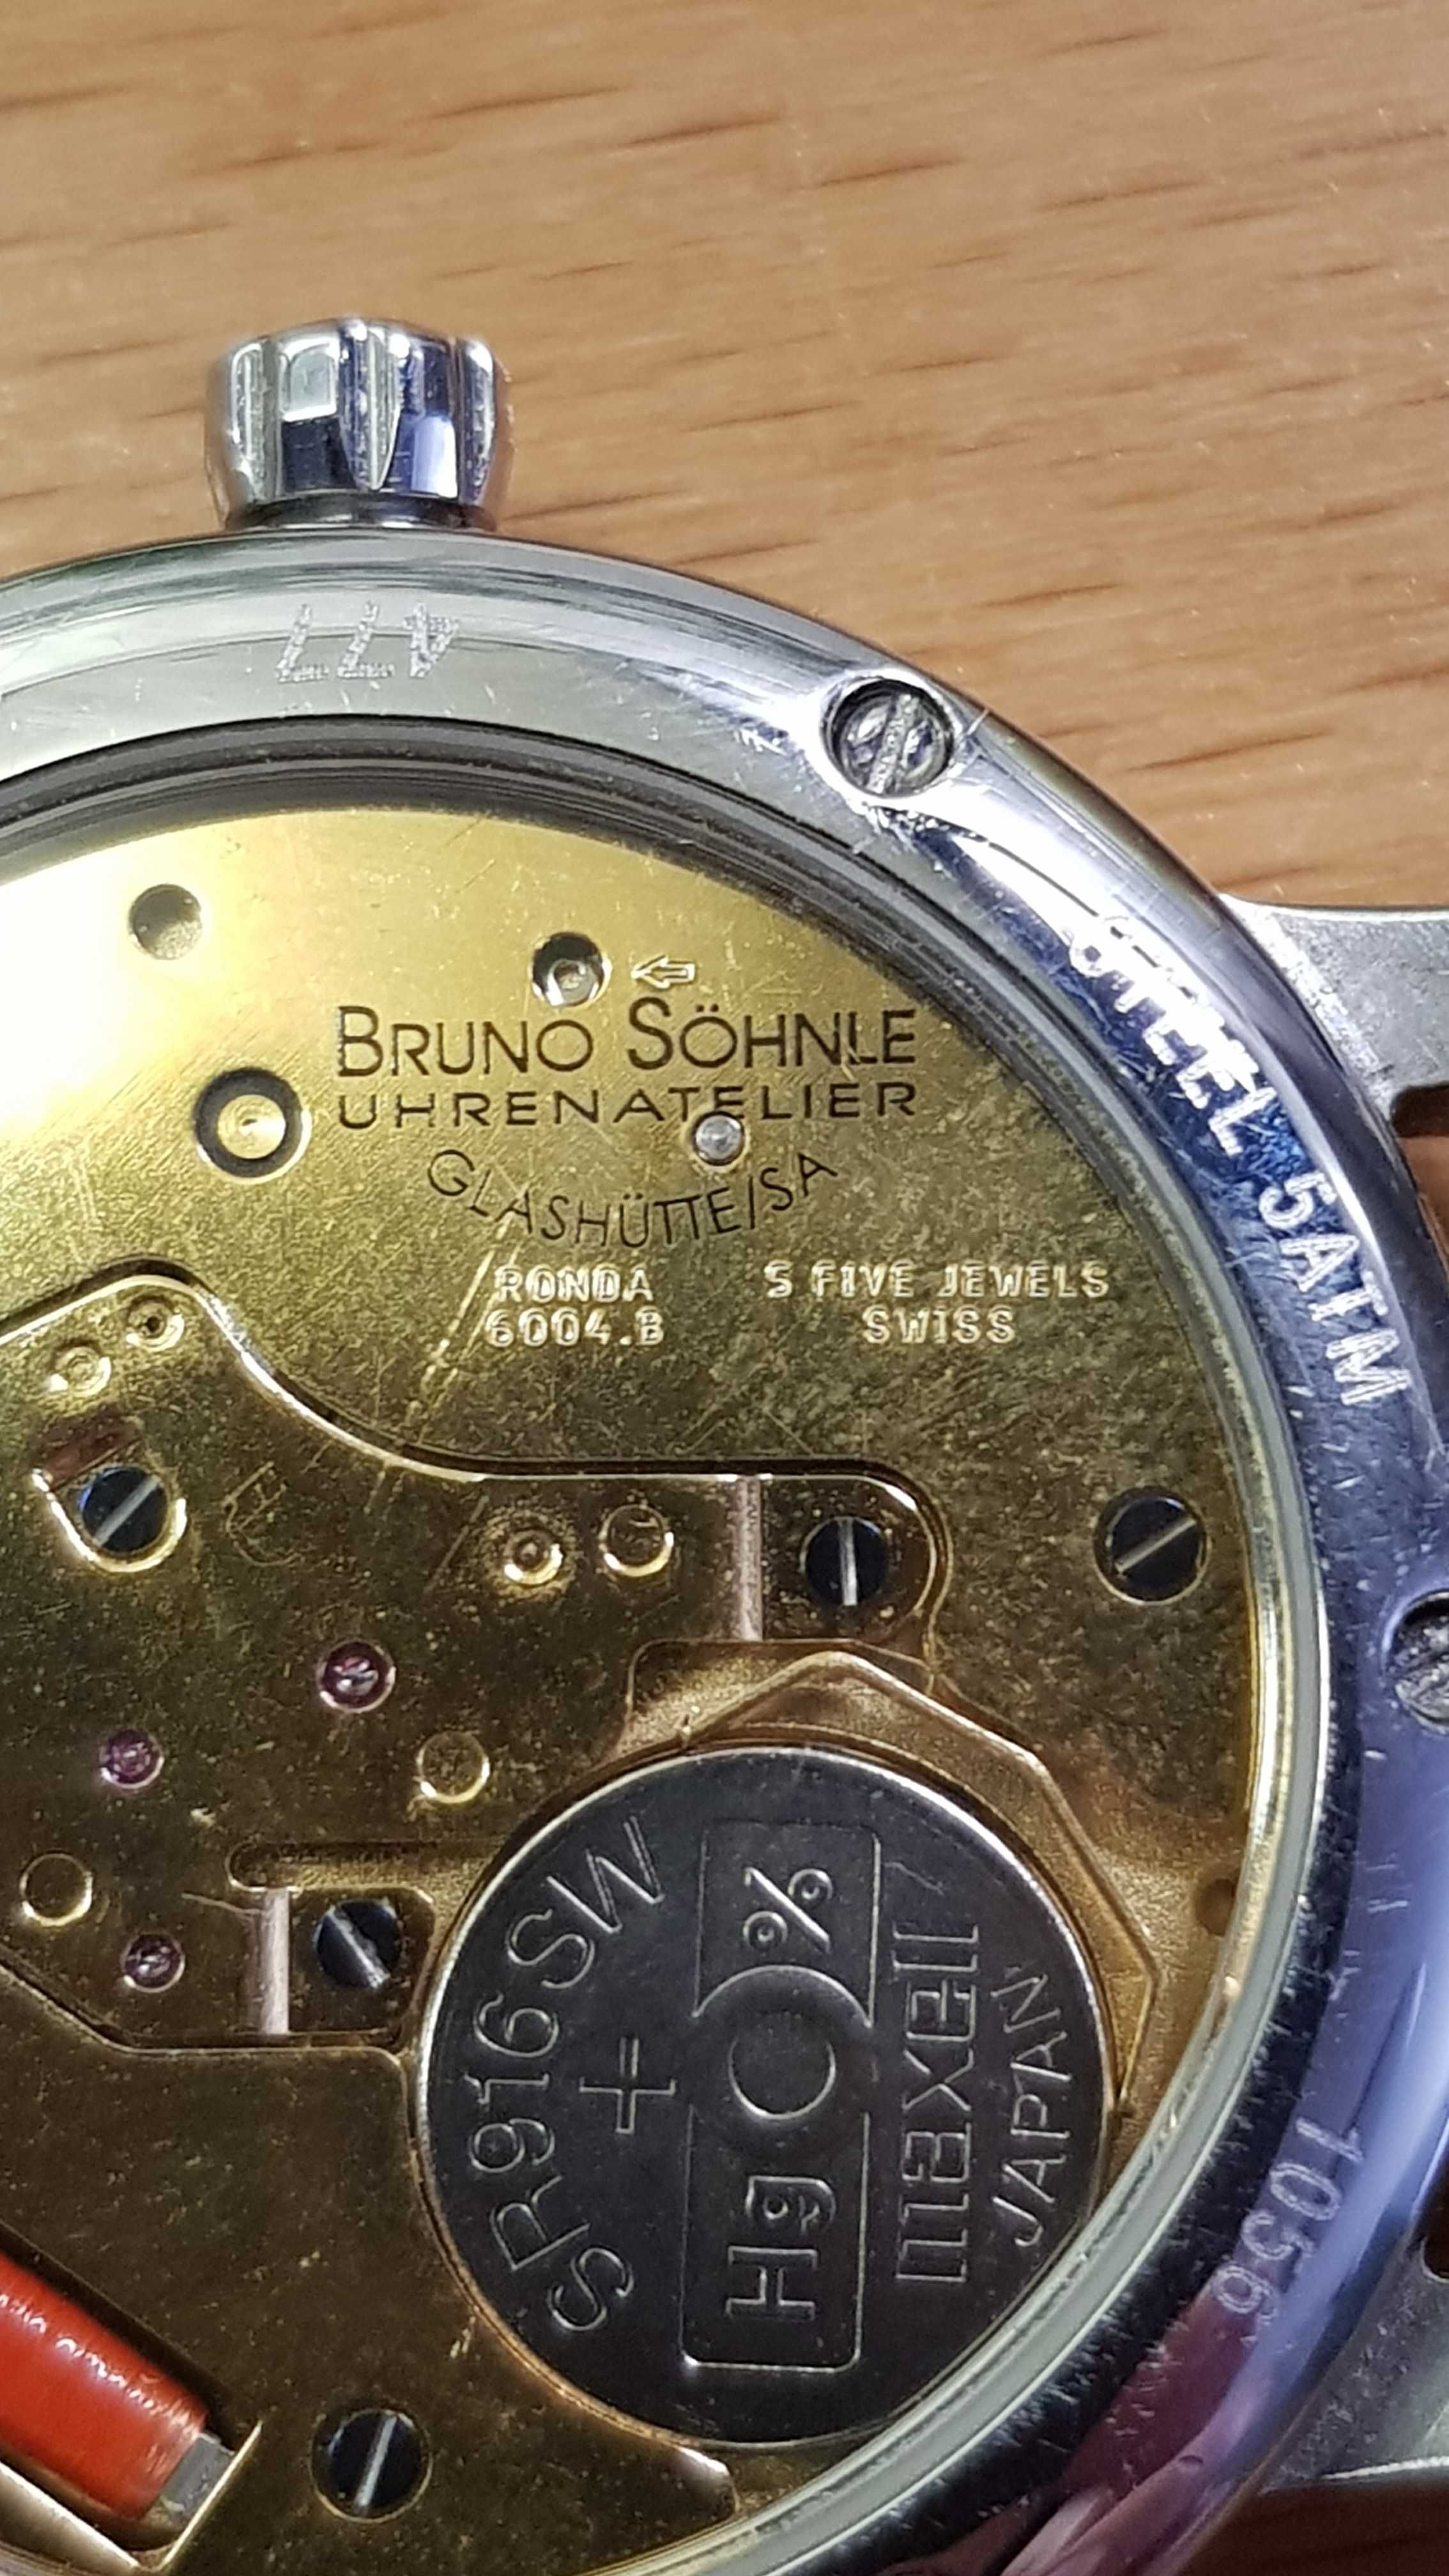 477
STEEL 5ATM
10568
BRUNO SÖHNLE
UHRENATELIER
GLASHÜTTE/SA
RONDA
6004.B
5 FIVE JEWELS
SWISS
SR916SW
+
Hg 0%
maxell
JAPAN